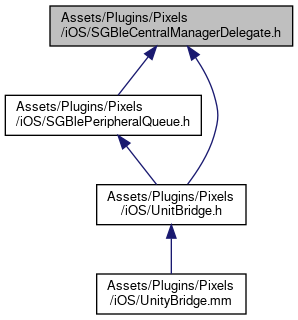 Assets/Plugins/Pixels
/iOS/SGBleCentralManagerDelegate.h
Assets/Plugins/Pixels
/iOS/SGBlePeripheralQueue.h
Assets/Plugins/Pixels
/iOS/UnitBridge.h
Assets/Plugins/Pixels
/iOS/UnityBridge.mm